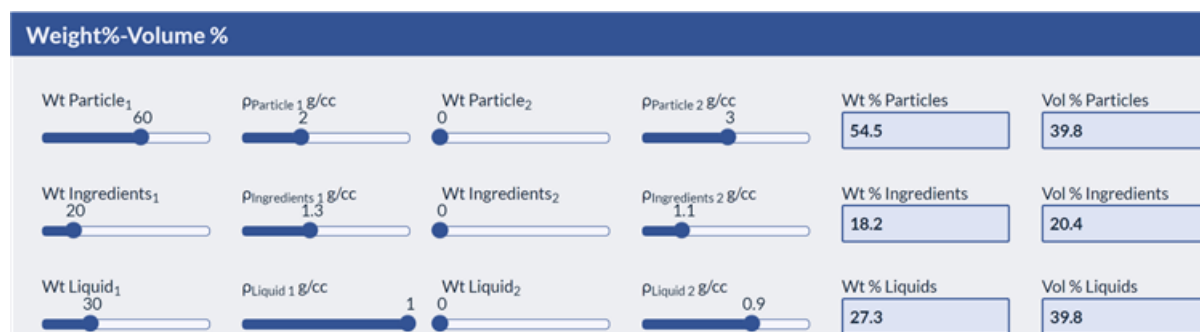 Weight%-Volume %
Wt Particle₁ ρParticle 1 g/cc Wt Particle₂ ρParticle 2 g/cc Wt % Particles Vol % Particles
60 2 0 3 54.5 39.8
Wt Ingredients₁ ρIngredients 1 g/cc Wt Ingredients₂ ρIngredients 2 g/cc Wt % Ingredients Vol % Ingredients
20 1.3 0 1.1 18.2 20.4
Wt Liquid₁ ρLiquid 1 g/cc Wt Liquid₂ ρLiquid 2 g/cc Wt % Liquids Vol % Liquids
30 1 0 0.9 27.3 39.8